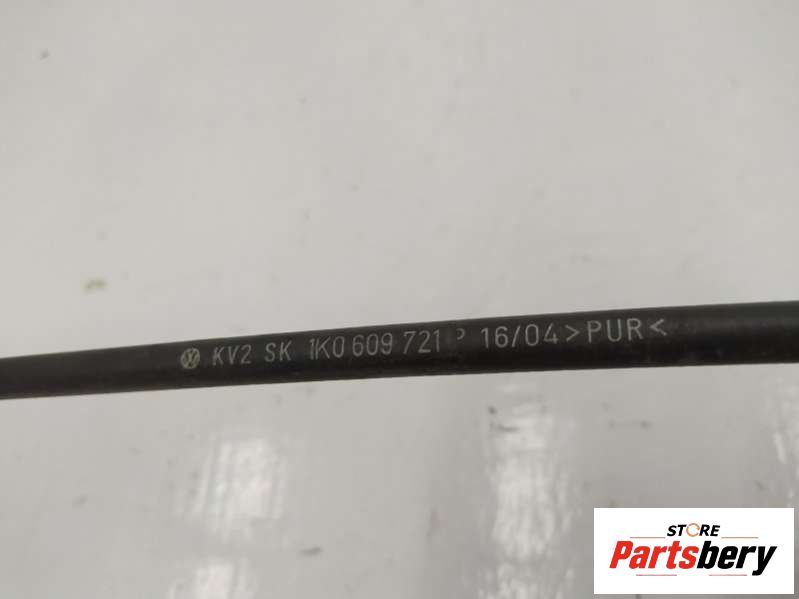 KV2 SK 1K0 609 721 16/04 >PUR<
STORE
Partsbery